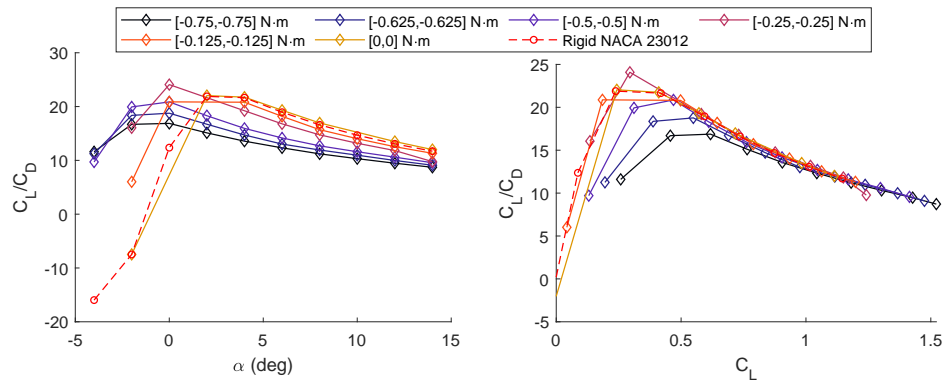 [-0.75,-0.75] N·m [-0.625,-0.625] N·m [-0.5,-0.5] N·m [-0.25,-0.25] N·m
[-0.125,-0.125] N·m [0,0] N·m Rigid NACA 23012
30
20
10
0
-10
-20
-5 0 5 10 15
α (deg)
C_L/C_D
25
20
15
10
5
0
-5
0 0.5 1 1.5
C_L
C_L/C_D